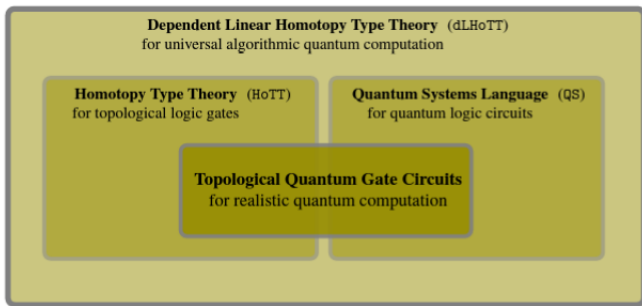 Dependent Linear Homotopy Type Theory (dLHoTT)
for universal algorithmic quantum computation
Homotopy Type Theory (HoTT)
for topological logic gates
Quantum Systems Language (QS)
for quantum logic circuits
Topological Quantum Gate Circuits
for realistic quantum computation